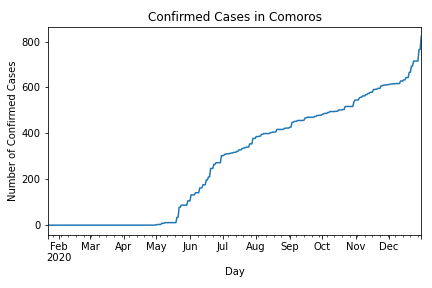 Confirmed Cases in Comoros
800
600
400
200
0
Number of Confirmed Cases
Feb Mar Apr May Jun Jul Aug Sep Oct Nov Dec
2020
Day